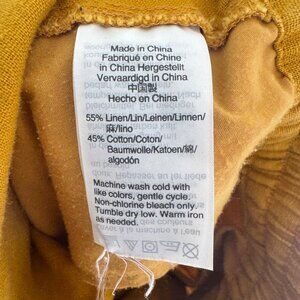 Made in China
Fabriqué en Chine
in China Hergestellt
Vervaardigd in China
中国製
Hecho en China
55% Linen/Lin/Leinen/Linnen/
麻/lino
45% Cotton/Coton/
Baumwolle/Katoen/綿/
algodón
Machine wash cold with
like colors, gentle cycle.
Non-chlorine bleach only.
Tumble dry low. Warm iron
as needed.